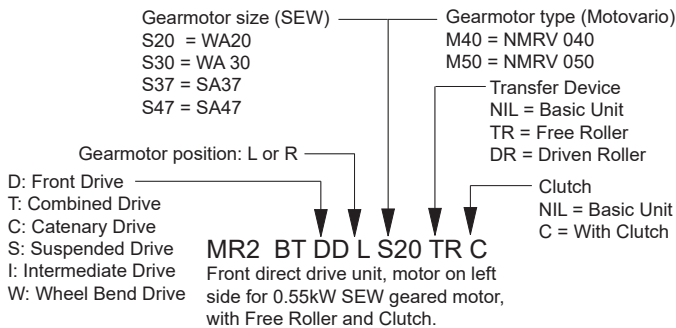 Gearmotor size (SEW)
S20 = WA20
S30 = WA 30
S37 = SA37
S47 = SA47
Gearmotor type (Motovario)
M40 = NMRV 040
M50 = NMRV 050
Transfer Device
NIL = Basic Unit
TR = Free Roller
DR = Driven Roller
Gearmotor position: L or R
Clutch
NIL = Basic Unit
C = With Clutch
D: Front Drive
T: Combined Drive
C: Catenary Drive
S: Suspended Drive
I: Intermediate Drive
W: Wheel Bend Drive
MR2 BT DD L S20 TR C
Front direct drive unit, motor on left
side for 0.55kW SEW geared motor,
with Free Roller and Clutch.